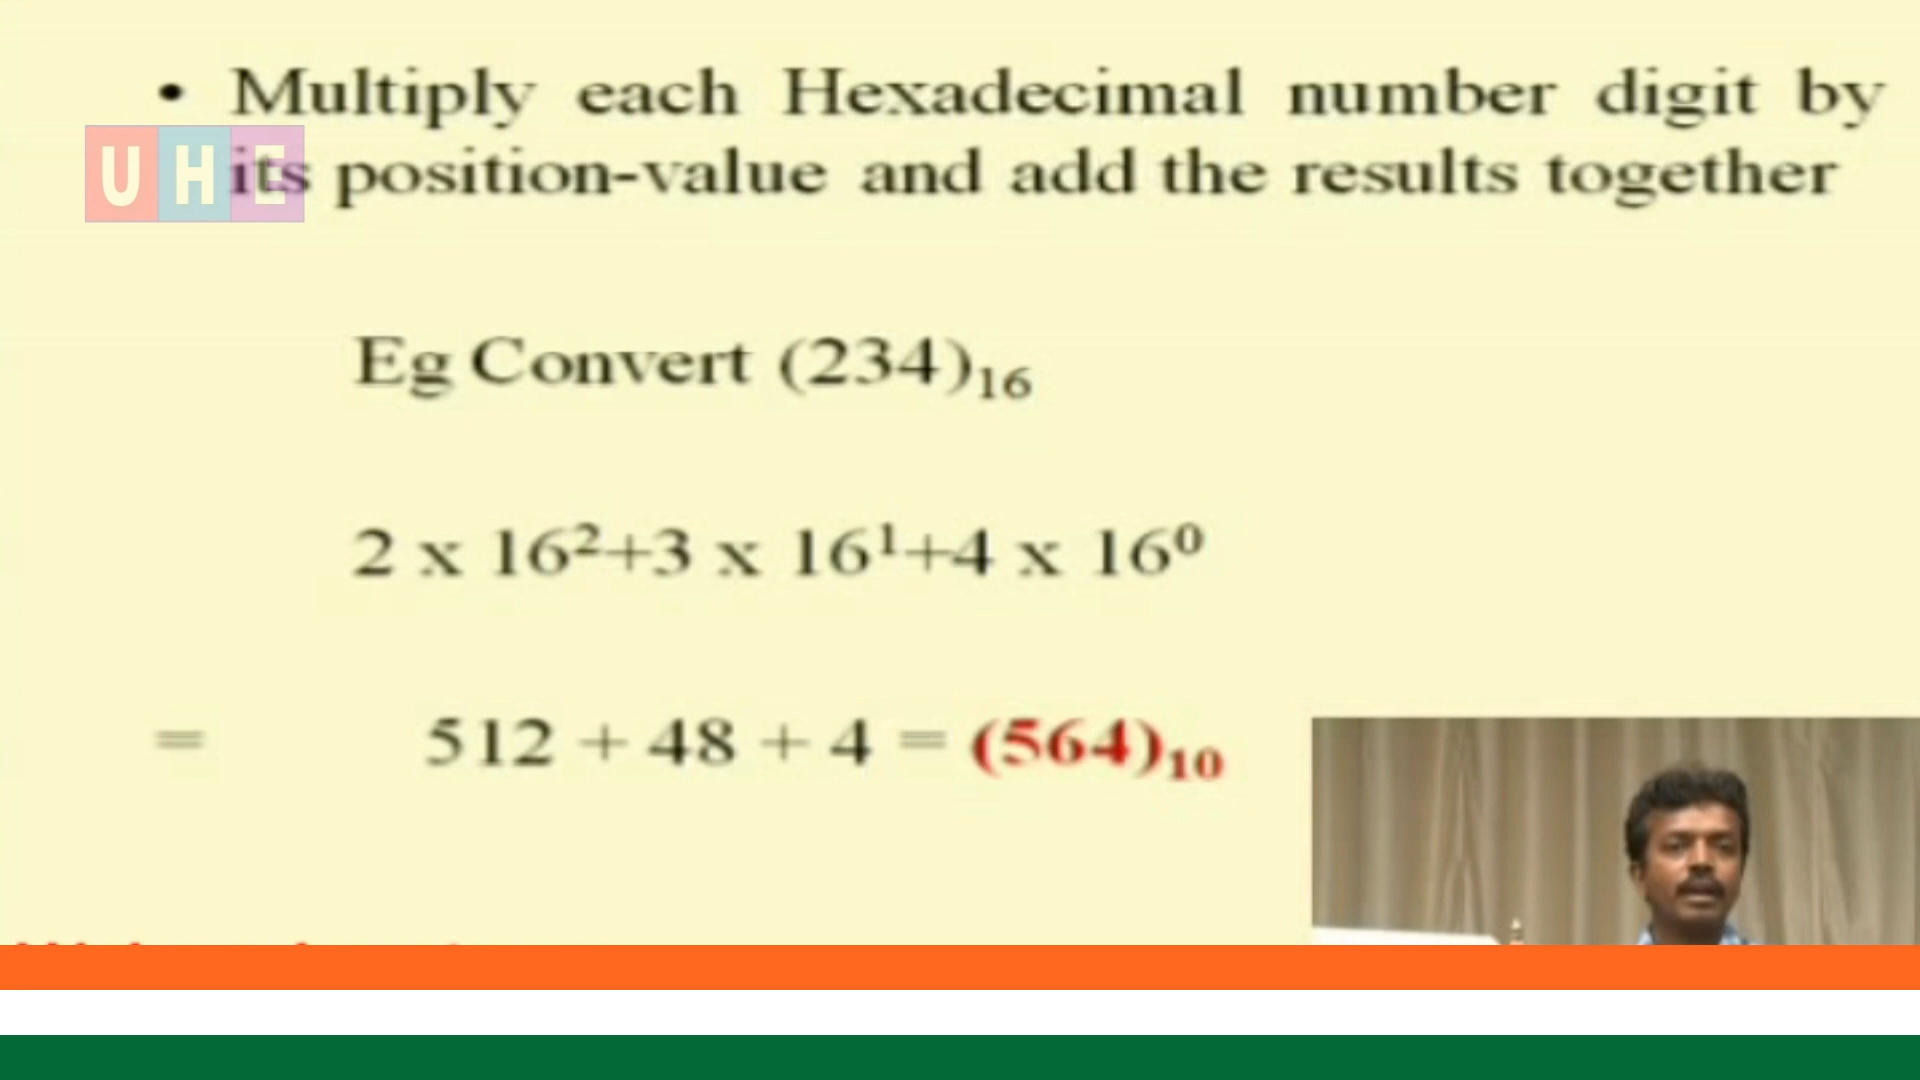 • Multiply each Hexadecimal number digit by
its position-value and add the results together
UHE
Eg Convert (234)₁₆
2 x 16²+3 x 16¹+4 x 16⁰
= 512 + 48 + 4 = (564)₁₀